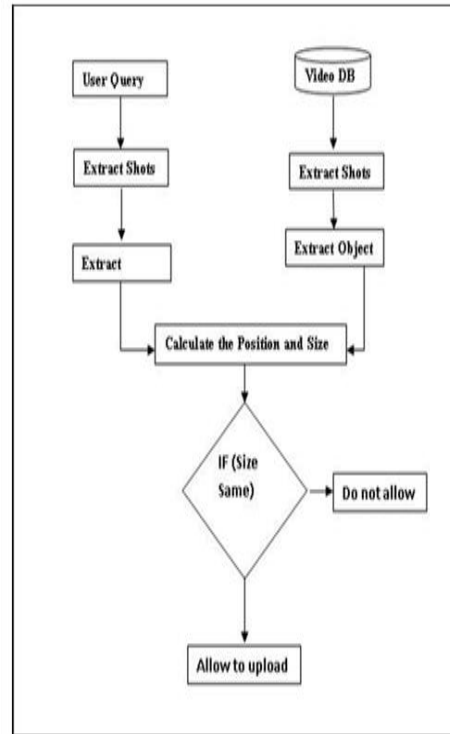 User Query
Video DB
Extract Shots
Extract Shots
Extract
Extract Object
Calculate the Position and Size
IF (Size
Same)
Do not allow
Allow to upload